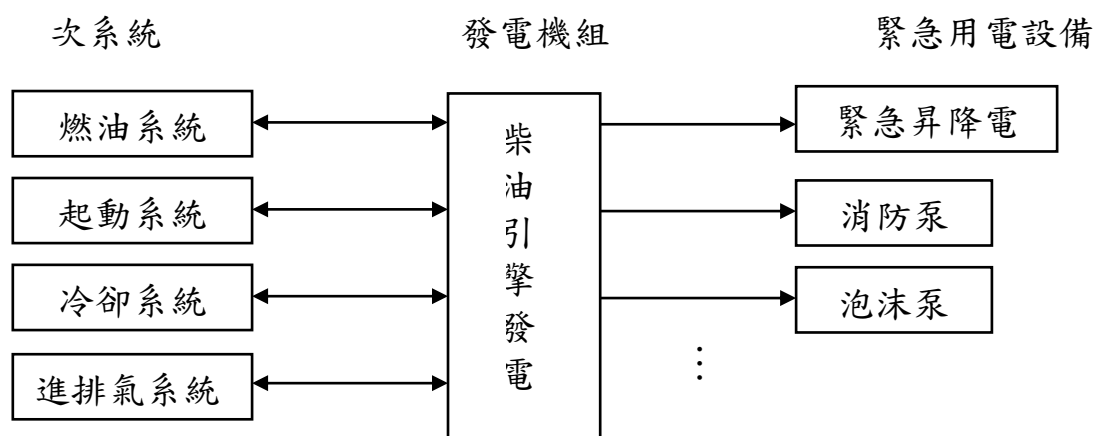 次系統
發電機組
緊急用電設備
燃油系統
起動系統
冷卻系統
進排氣系統
柴油引擎發電
緊急昇降電
消防泵
泡沫泵
⋮